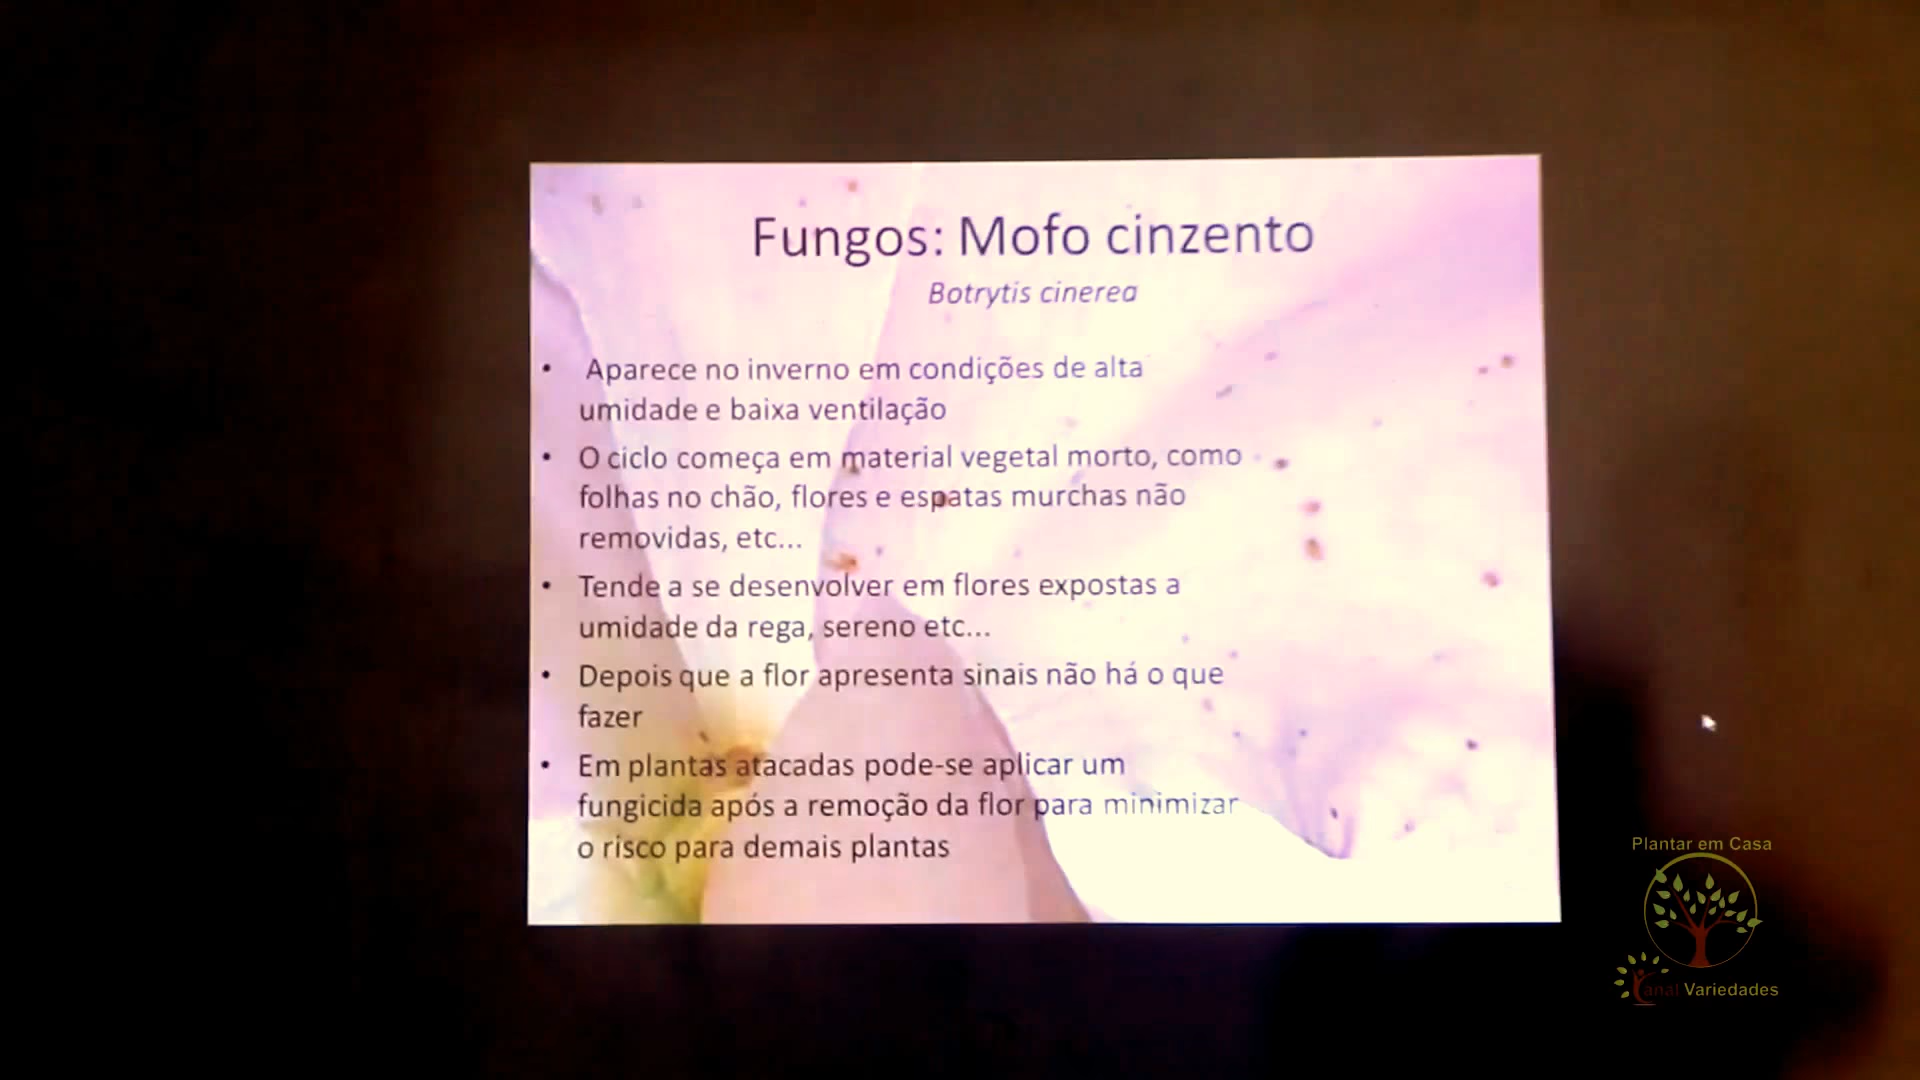 Fungos: Mofo cinzento
Botrytis cinerea
• Aparece no inverno em condições de alta
umidade e baixa ventilação
• O ciclo começa em material vegetal morto, como
folhas no chão, flores e espatas murchas não
removidas, etc...
• Tende a se desenvolver em flores expostas a
umidade da rega, sereno etc...
• Depois que a flor apresenta sinais não há o que
fazer
• Em plantas atacadas pode-se aplicar um
fungicida após a remoção da flor para minimizar
o risco para demais plantas
Plantar em Casa
Canal Variedades